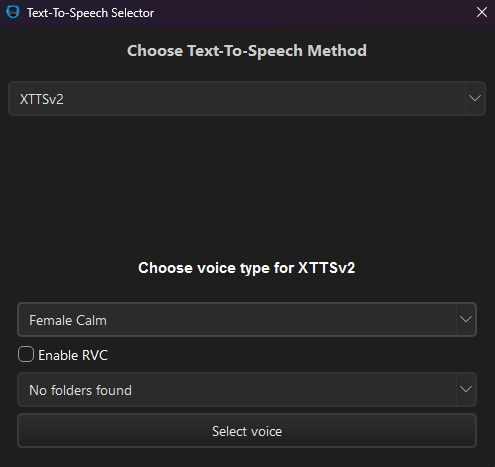 Text-To-Speech Selector
Choose Text-To-Speech Method
XTTSv2
Choose voice type for XTTSv2
Female Calm
Enable RVC
No folders found
Select voice